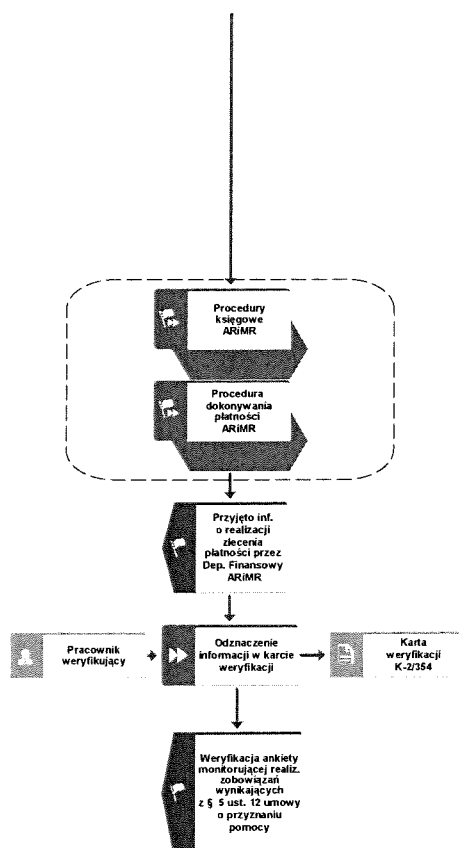 Procedury
księgowe
ARiMR
Procedura
dokonywania
płatności
ARiMR
Przyjęto inf.
o realizacji
zlecenia
płatności przez
Dep. Finansowy
ARiMR
Pracownik
weryfikujący
Odznaczenie
informacji w karcie
weryfikacji
Karta
weryfikacji
K-2/354
Weryfikacja ankiety
monitorującej realiz.
zobowiązań
wynikających
z § 5 ust. 12 umowy
o przyznaniu
pomocy